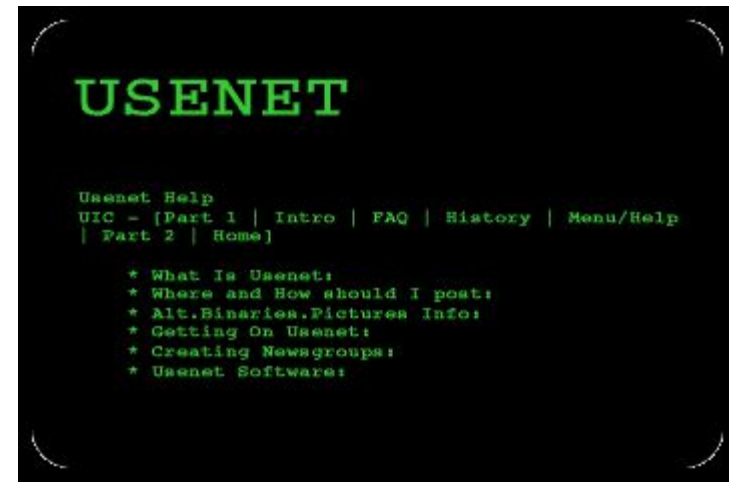 USENET
Usenet Help
UIC - [Part 1 | Intro | FAQ | History | Menu/Help
| Part 2 | Home]
* What Is Usenet:
* Where and How should I post:
* Alt.Binaries.Pictures Info:
* Getting On Usenet:
* Creating Newsgroups:
* Usenet Software: